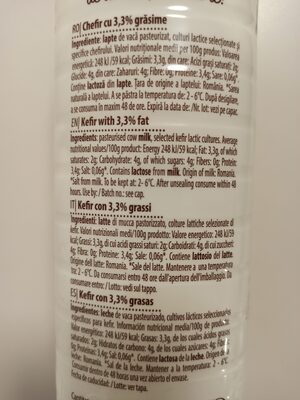 RO| Chefir cu 3,3% grăsime
Ingrediente: lapte de vacă pasteurizat, culturi lactice selecționate și
specifice chefirului. Valori nutriționale medii per 100g produs: Valoarea
energetică: 248 kJ /59 kcal; Grăsimi: 3,3g, din care: Acizi grași saturați: 2g;
Glucide: 4g, din care: Zaharuri: 4g; Fibre: 0g; Proteine: 3,4g; Sare: 0,06g*.
Conține lactoză din lapte. Țara de origine a laptelui: România. *Sarea
naturală a laptelui. A se păstra la temperatura de: 2 - 6°C. După desigilare,
a se consuma în maxim 48 de ore. Expiră la data de: /Nr. lot: vezi pe capac.
EN| Kefir with 3,3% fat
Ingredients: pasteurised cow milk, selected kefir lactic cultures. Average
nutritional values/100g product: Energy 248 kJ/59 kcal; Fat: 3.3g, of which
saturates: 2g; Carbohydrate: 4g, of which sugars: 4g; Fibers: 0g; Protein:
3,4g; Salt: 0,06g*. Contains lactose from milk. Origin of milk: Romania.
*Salt from milk. To be kept at: 2 - 6°C. After unsealing consume within 48
hours. Use by: / Batch no.: see cap.
IT| Kefir con 3,3% grassi
Ingredienti: latte di mucca pastorizzato, colture lattiche selezionate di
kefir. Valori nutrizionali medi/100g prodotto: Valore energetico: 248 kJ/59
kcal; Grassi: 3,3g, di cui acidi grassi saturi: 2g; Carboidrati: 4g, di cui zuccheri:
4g; Fibra: 0g; Proteine: 3,4g; Sale: 0,06g*. Contiene lattosio del latte.
Origine del latte: Romania. *Sale del latte. Mantenere a una temperatura
tra: 2 - 6°C. Da consumarsi entro 48 ore dall'apertura dell'imballaggio. Da
consumare entro: / Lotto: vedi sul tappo.
ES| Kefir con 3,3% grasas
Ingredientes: leche de vaca pasteurizada, cultivos lácticos seleccionados
específicos para kefir. Información nutricional media/100g de producto:
Valor energético: 248 kJ/59 kcal; Grasas: 3,3g, de los cuales ácidos grasos
saturados: 2g; Hidratos de carbono: 4g, de los cuales azúcares: 4g; Fibra:
0g; Proteínas: 3,4g; Sal: 0,06g*. Contiene lactosa de la leche. Origen de la
leche: Rumanía. *Sal de la leche. Mantener a la temperatura: 2 - 6°C.
Consumir dentro de 48 horas una vez abierto el envase.
Fecha de caducidad: / Lote: ver tapa.